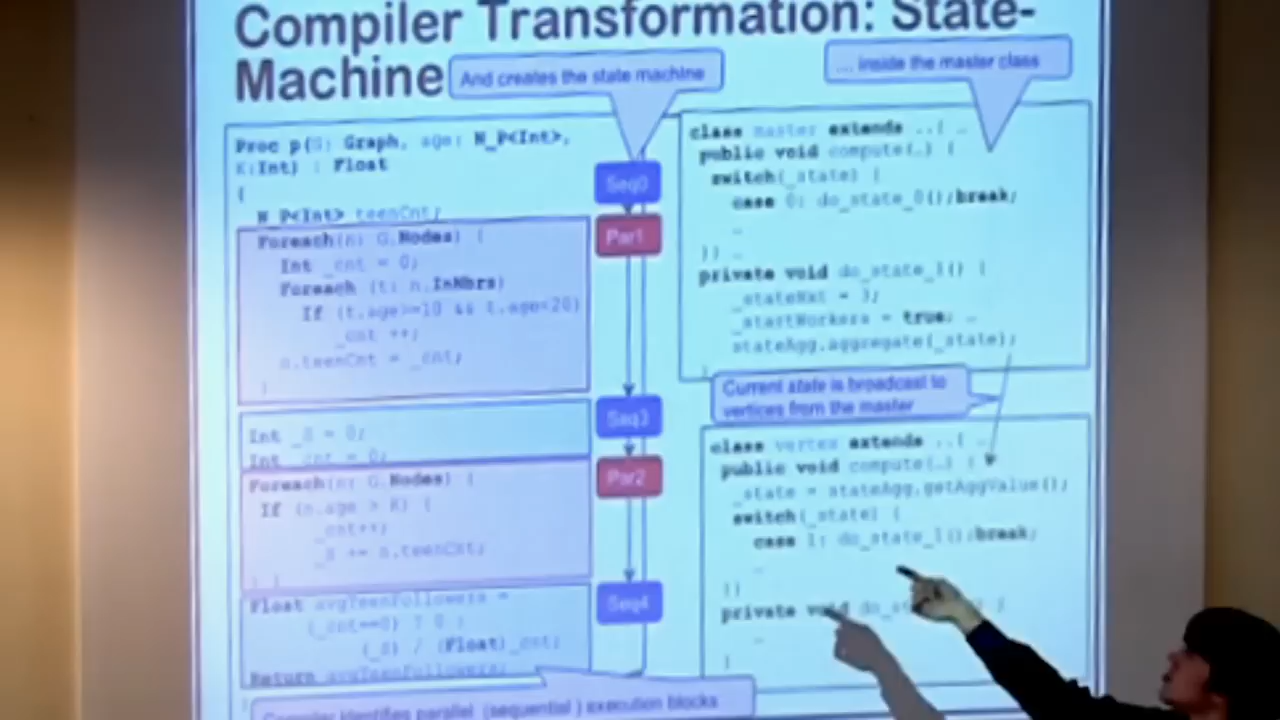 Compiler Transformation: State-
Machine
And creates the state machine
... inside the master class
Proc p(G: Graph, age: N_P<Int>,
K:Int) : Float
{
N_P<Int> teenCnt;
Foreach(n: G.Nodes) {
Int _cnt = 0;
Foreach (t: n.InNbrs)
If (t.age>=10 && t.age<20)
_cnt ++;
n.teenCnt = _cnt;
}
Int _S = 0;
Int _cnt = 0;
Foreach(n: G.Nodes) {
If (n.age > K) {
_cnt++;
_S += n.teenCnt;
} }
Float avgTeenFollowers =
(_cnt==0) ? 0 :
(_S) / (Float)_cnt;
Return avgTeenFollowers;
}
Seq0
Par1
Seq3
Par2
Seq4
class master extends ..{ …
public void compute(…) {
switch(_state) {
case 0: do_state_0();break;
…
}} …
private void do_state_1() {
_stateNxt = 3;
_startWorkers = true; …
stateAgg.aggregate(_state);
}
Current state is broadcast to
vertices from the master
class vertex extends ..{ …
public void compute(…) {
_state = stateAgg.getAggValue();
switch(_state) {
case 1: do_state_1();break;
…
}}
private void {
…
}
Compiler identifies parallel (sequential ) execution blocks